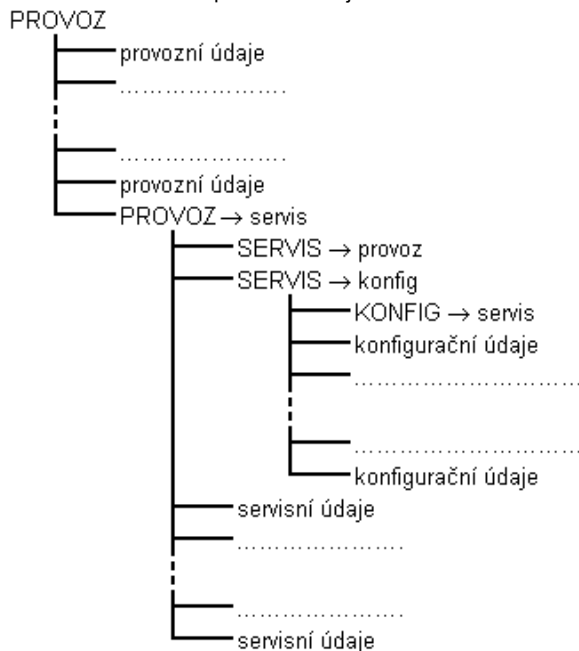 PROVOZ
provozní údaje
………………….
………………….
provozní údaje
PROVOZ → servis
SERVIS → provoz
SERVIS → konfig
KONFIG → servis
konfigurační údaje
…………………………
…………………………
konfigurační údaje
servisní údaje
………………….
………………….
servisní údaje